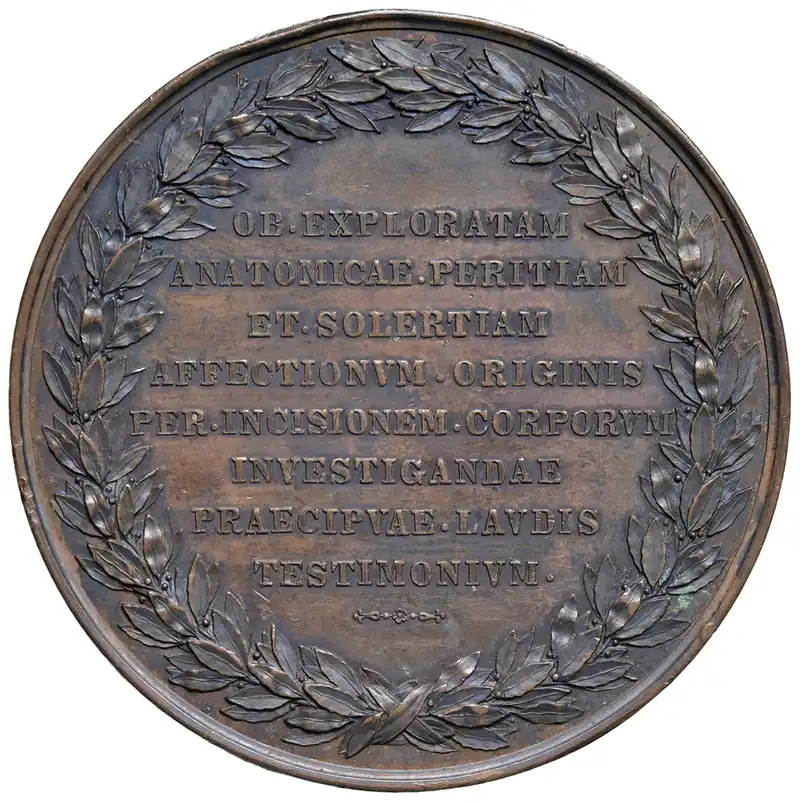 OB·EXPLORATAM
ANATOMICAE·PERITIAM
ET·SOLERTIAM
AFFECTIONVM·ORIGINIS
PER·INCISIONEM·CORPORVM
INVESTIGANDAE
PRAECIPVAE·LAVDIS
TESTIMONIVM·